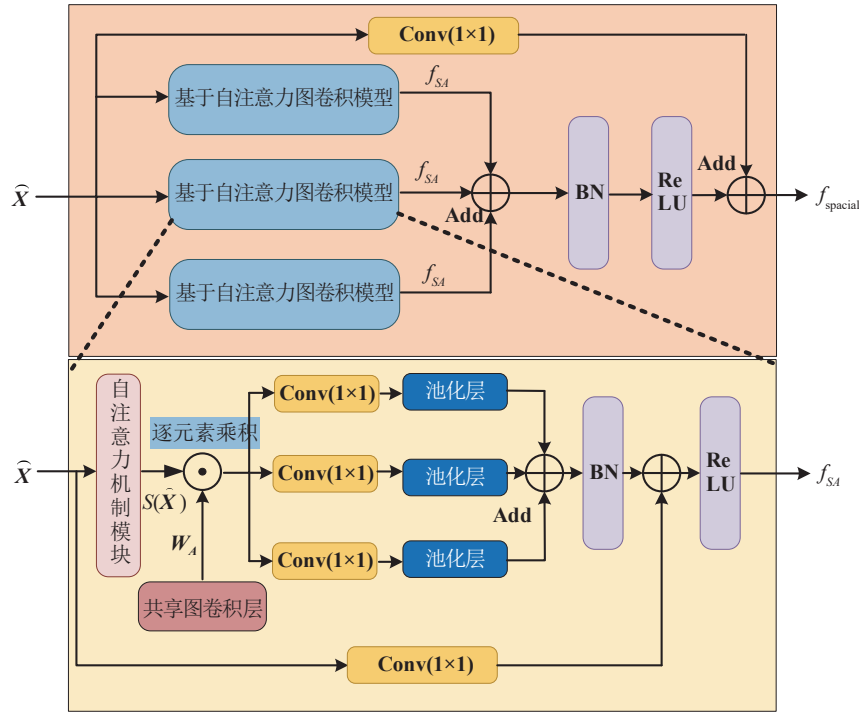 Conv(1×1)
基于自注意力图卷积模型
f_SA
基于自注意力图卷积模型
f_SA
基于自注意力图卷积模型
f_SA
X̂
Add
BN
Re
LU
Add
f_spacial
X̂
自注意力机制模块
S(X̂)
逐元素乘积
W_A
共享图卷积层
Conv(1×1)
池化层
Conv(1×1)
池化层
Conv(1×1)
池化层
Add
BN
Re
LU
f_SA
Conv(1×1)